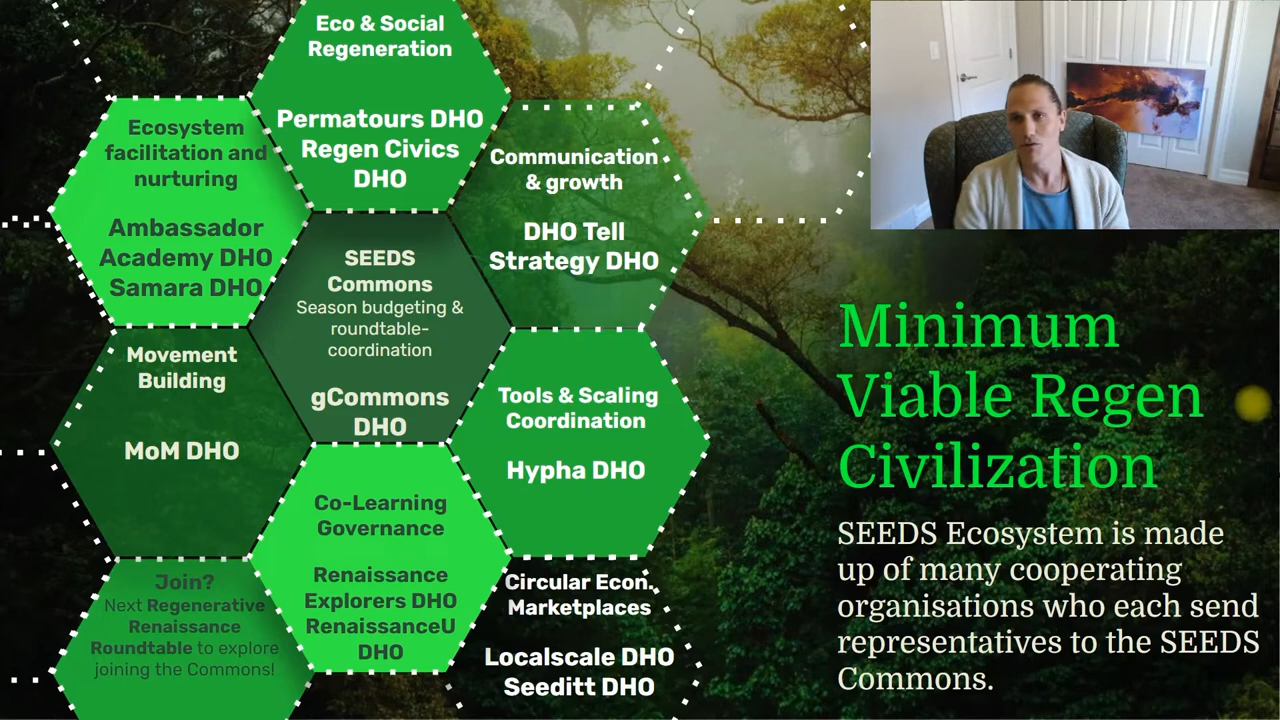 Eco & Social
Regeneration
Permatours DHO
Regen Civics
DHO
Ecosystem
facilitation and
nurturing
Ambassador
Academy DHO
Samara DHO
Communication
& growth
DHO Tell
Strategy DHO
SEEDS
Commons
Season budgeting &
roundtable-
coordination
gCommons
DHO
Movement
Building
MoM DHO
Tools & Scaling
Coordination
Hypha DHO
Co-Learning
Governance
Renaissance
Explorers DHO
RenaissanceU
DHO
Join?
Next Regenerative
Renaissance
Roundtable to explore
joining the Commons!
Circular Econ.
Marketplaces
Localscale DHO
Seeditt DHO
Minimum
Viable Regen
Civilization
SEEDS Ecosystem is made
up of many cooperating
organisations who each send
representatives to the SEEDS
Commons.